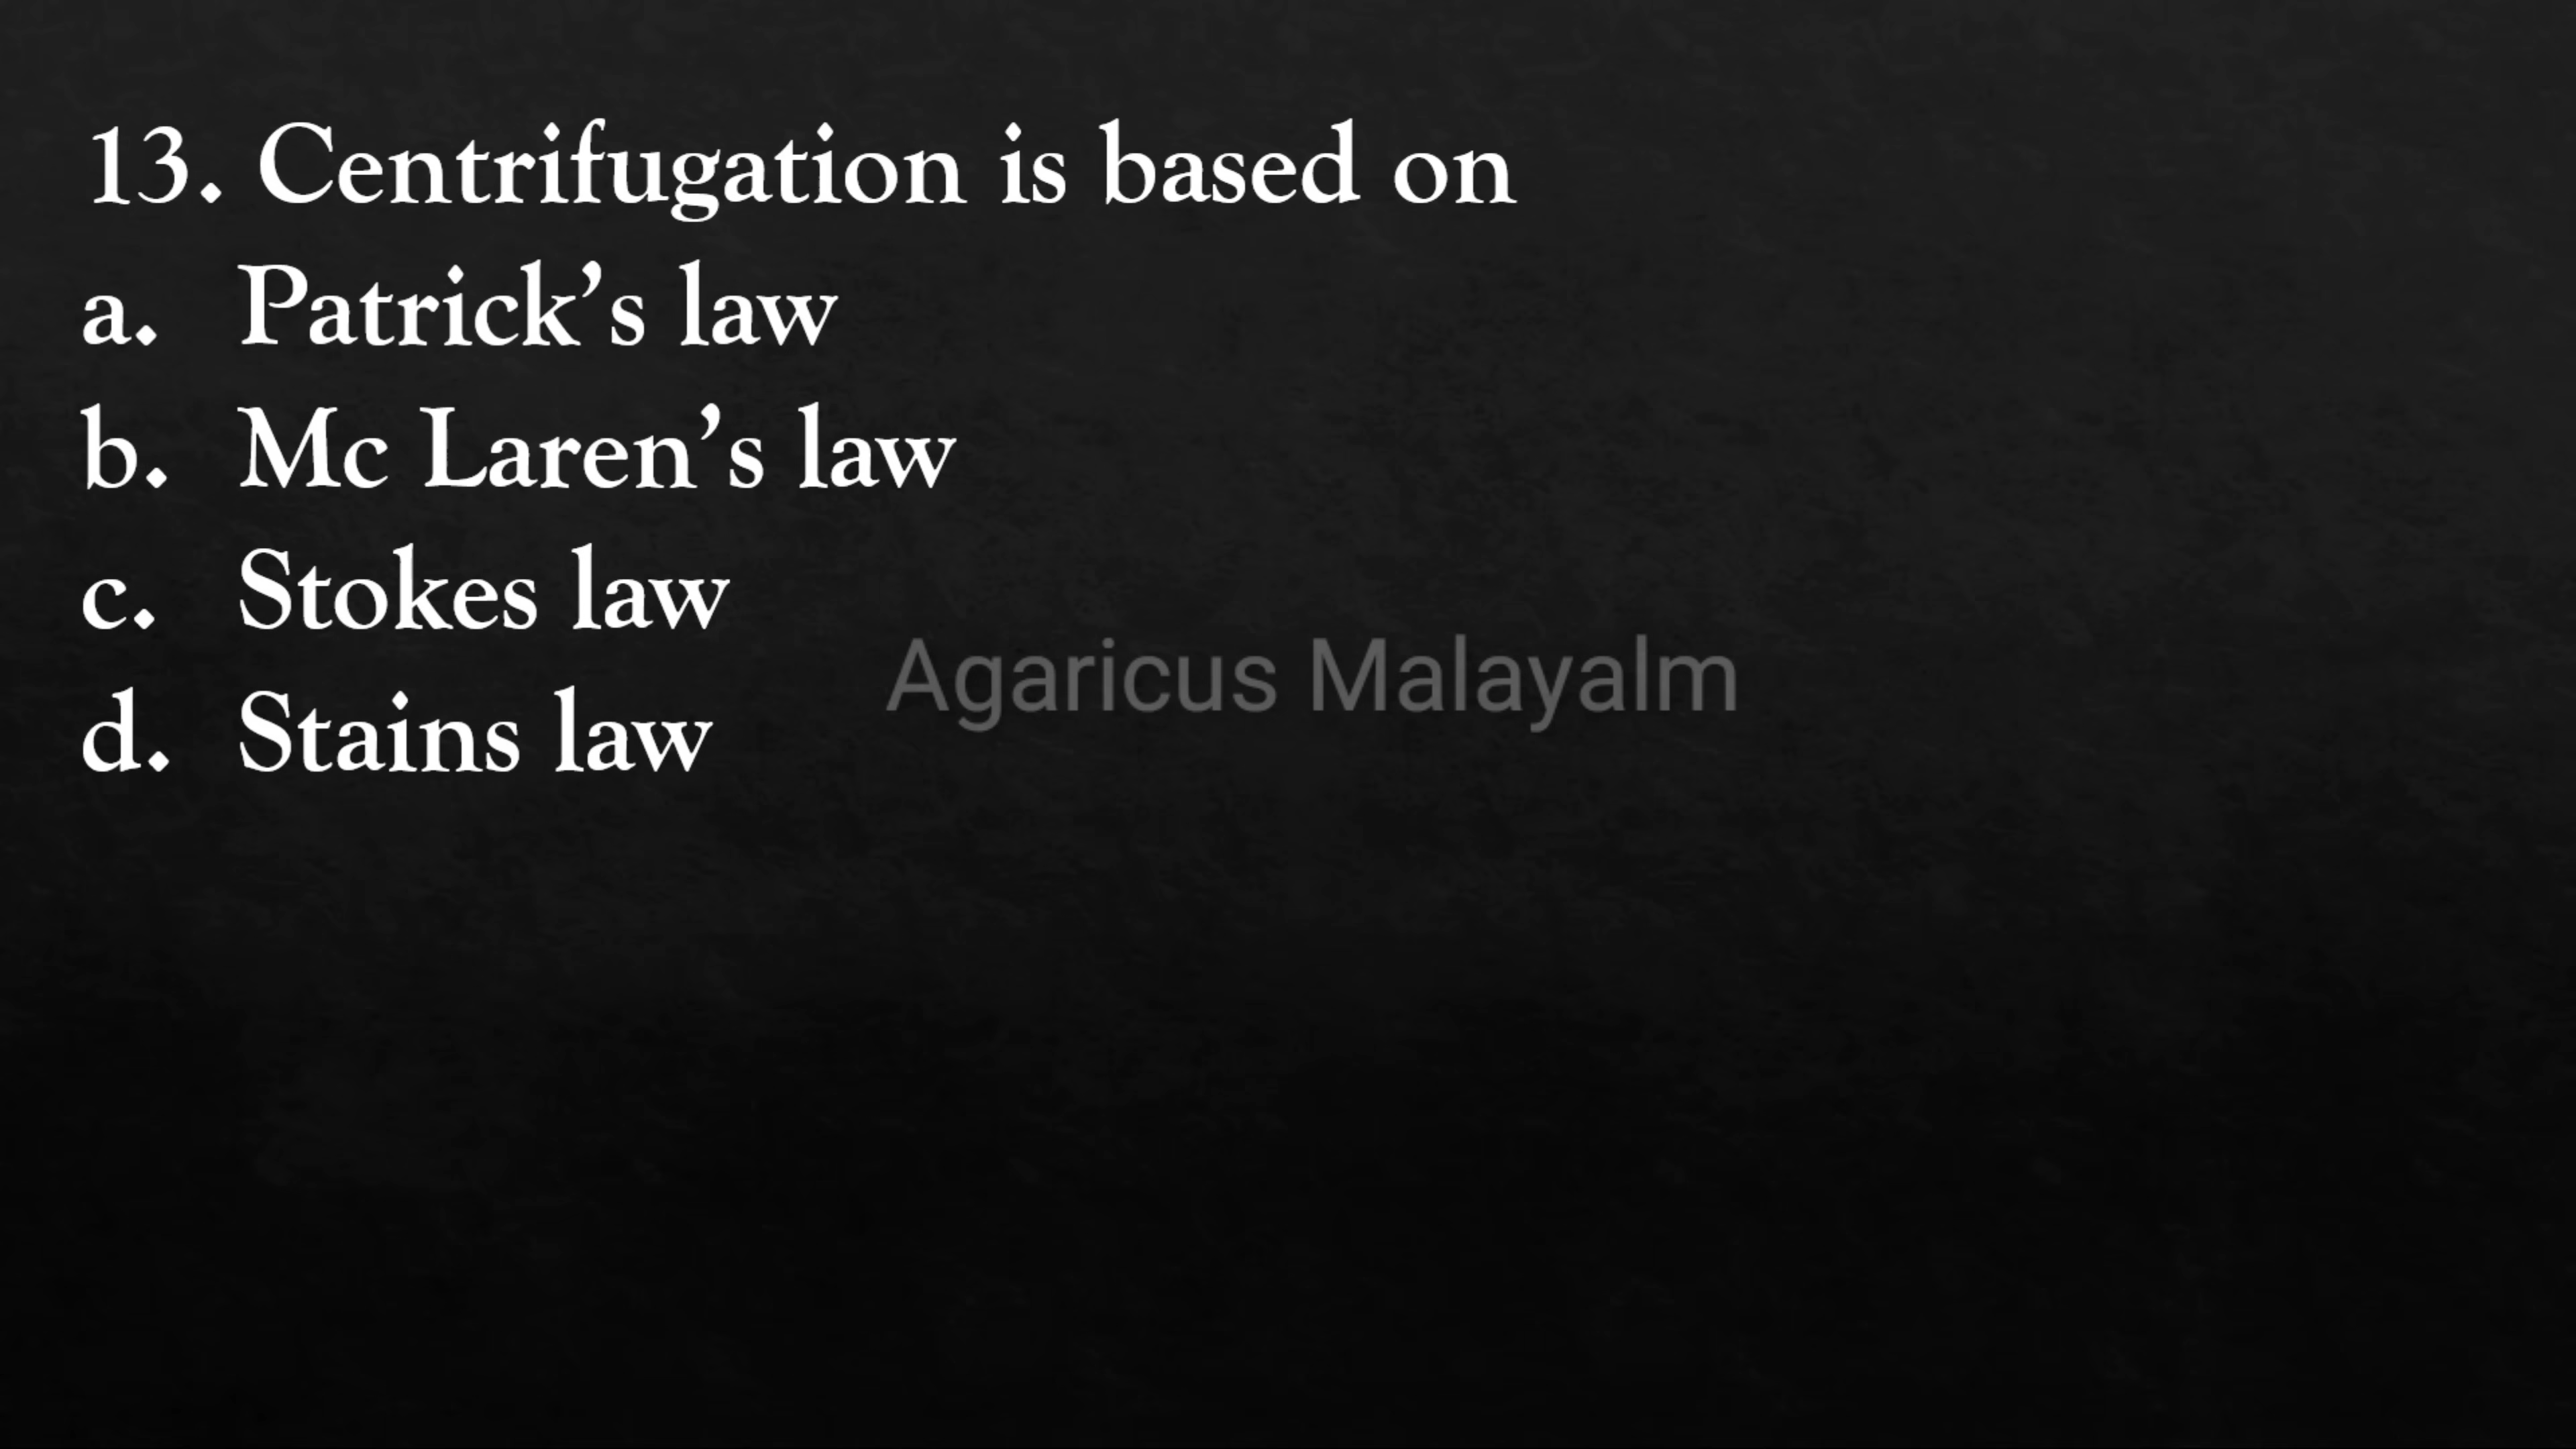 13. Centrifugation is based on
a. Patrick’s law
b. Mc Laren’s law
c. Stokes law
d. Stains law
Agaricus Malayalm